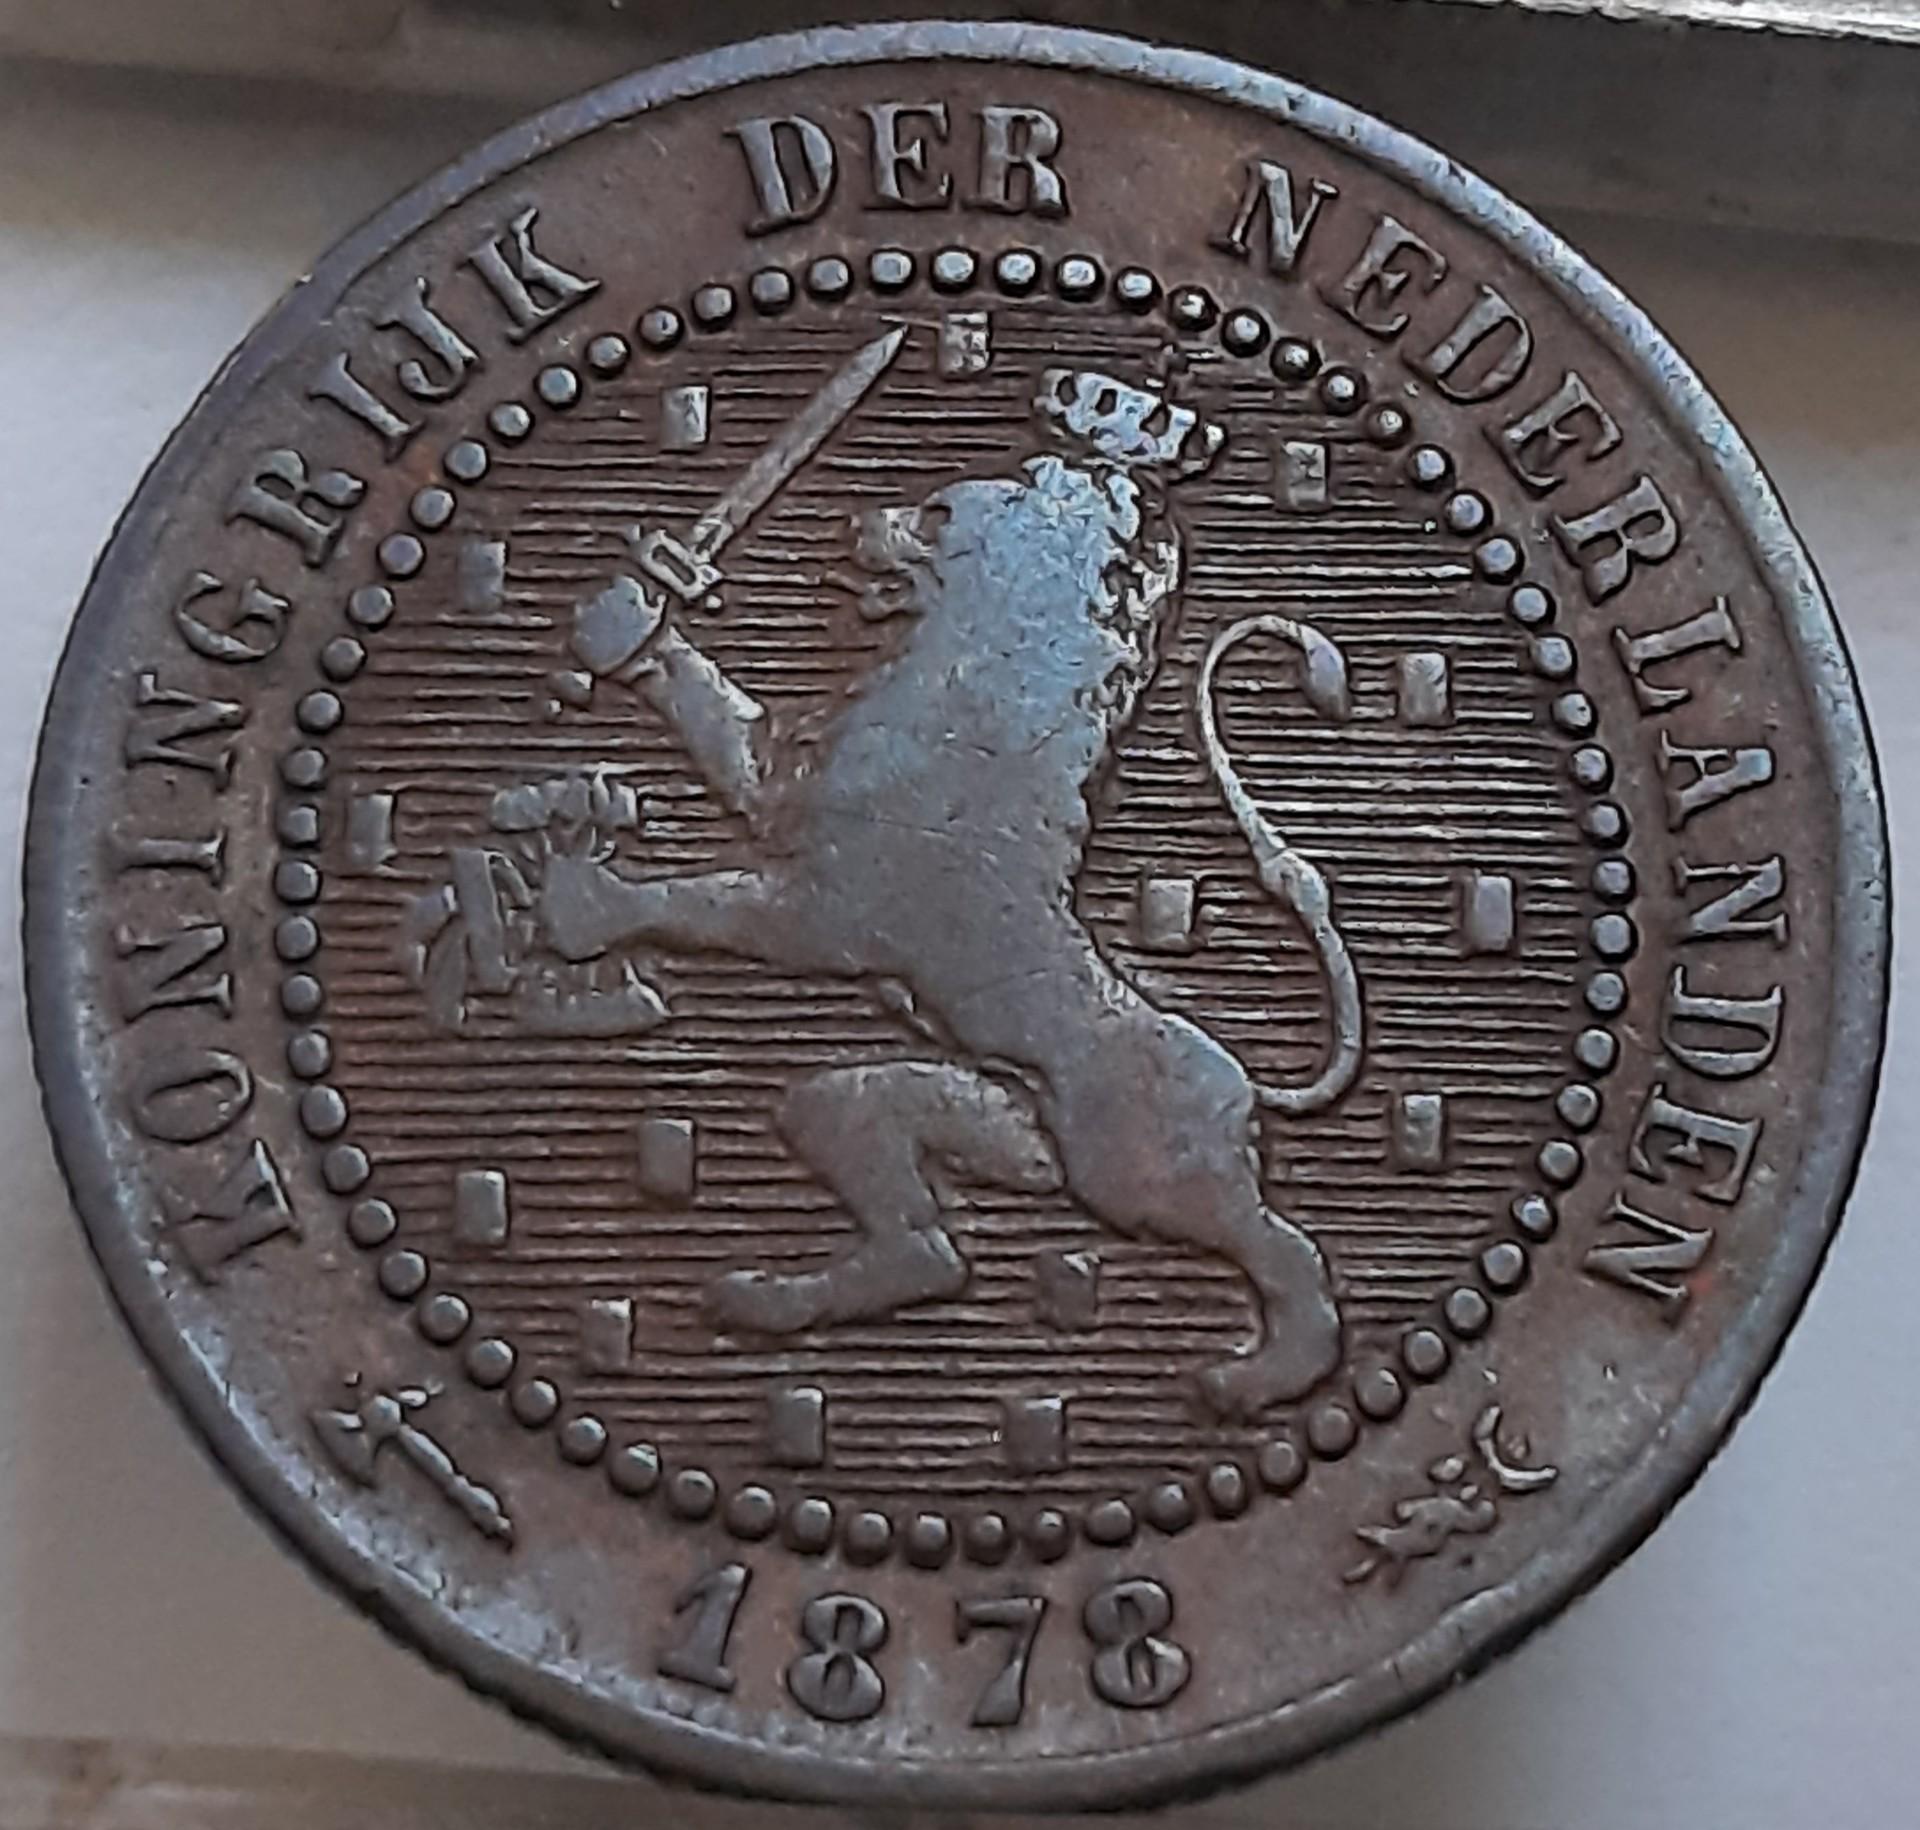 KONINGRIJK DER NEDERLANDEN
1878